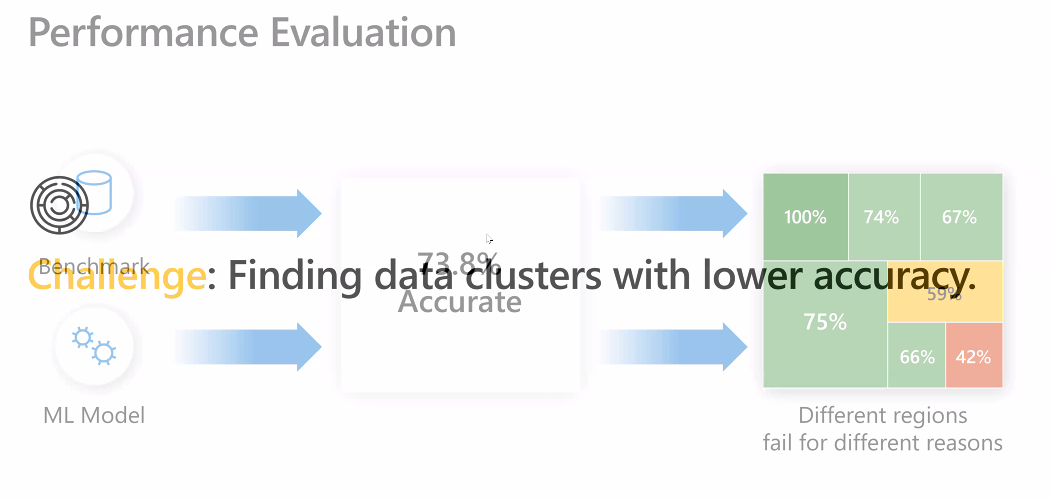 Performance Evaluation
Benchmark
Challenge: Finding data clusters with lower accuracy.
73.8%
Accurate
ML Model
100%
74%
67%
75%
59%
66%
42%
Different regions
fail for different reasons